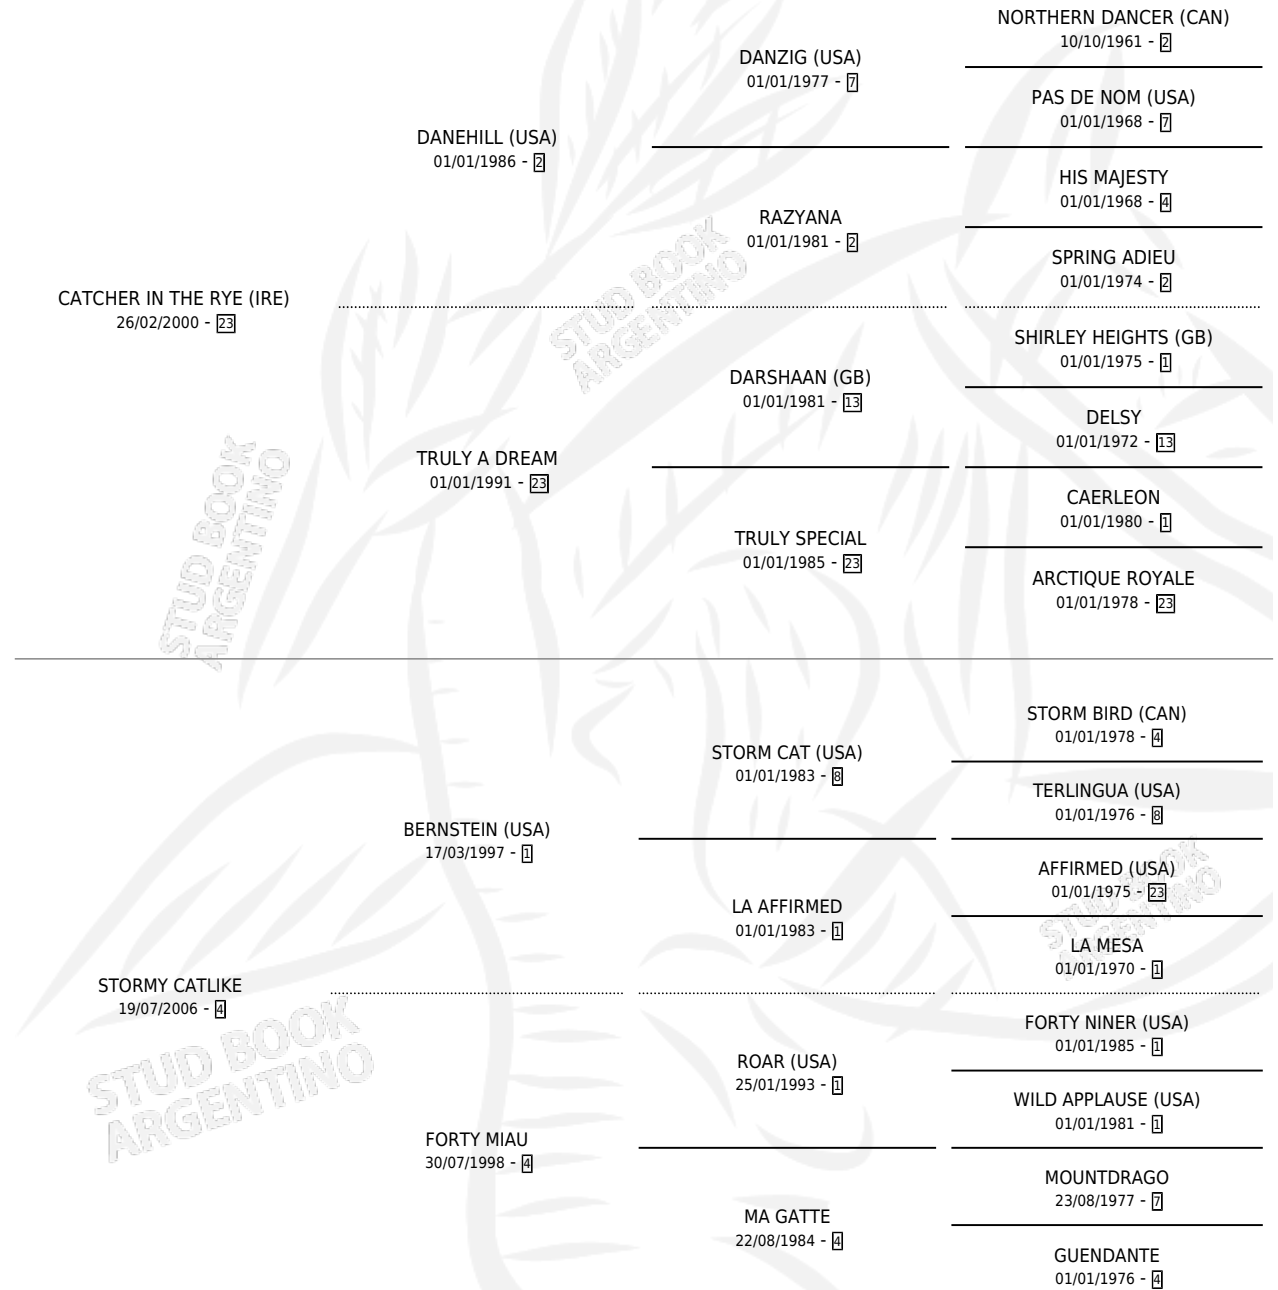 NORTHERN DANCER (CAN)
10/10/1961 - 2
DANZIG (USA)
01/01/1977 - 7
PAS DE NOM (USA)
01/01/1968 - 7
DANEHILL (USA)
01/01/1986 - 2
HIS MAJESTY
01/01/1968 - 4
RAZYANA
01/01/1981 - 2
SPRING ADIEU
01/01/1974 - 2
CATCHER IN THE RYE (IRE)
26/02/2000 - 23
SHIRLEY HEIGHTS (GB)
01/01/1975 - 1
DARSHAAN (GB)
01/01/1981 - 13
DELSY
01/01/1972 - 13
TRULY A DREAM
01/01/1991 - 23
CAERLEON
01/01/1980 - 1
TRULY SPECIAL
01/01/1985 - 23
ARCTIQUE ROYALE
01/01/1978 - 23
STORM BIRD (CAN)
01/01/1978 - 4
STORM CAT (USA)
01/01/1983 - 8
TERLINGUA (USA)
01/01/1976 - 8
BERNSTEIN (USA)
17/03/1997 - 1
AFFIRMED (USA)
01/01/1975 - 23
LA AFFIRMED
01/01/1983 - 1
LA MESA
01/01/1970 - 1
STORMY CATLIKE
19/07/2006 - 4
FORTY NINER (USA)
01/01/1985 - 1
ROAR (USA)
25/01/1993 - 1
WILD APPLAUSE (USA)
01/01/1981 - 1
FORTY MIAU
30/07/1998 - 4
MOUNTDRAGO
23/08/1977 - 7
MA GATTE
22/08/1984 - 4
GUENDANTE
01/01/1976 - 4
STUD BOOK
ARGENTINO
STUD BOOK
ARGENTINO
STUD BOOK
ARGENTINO
STUD BOOK
ARGENTINO